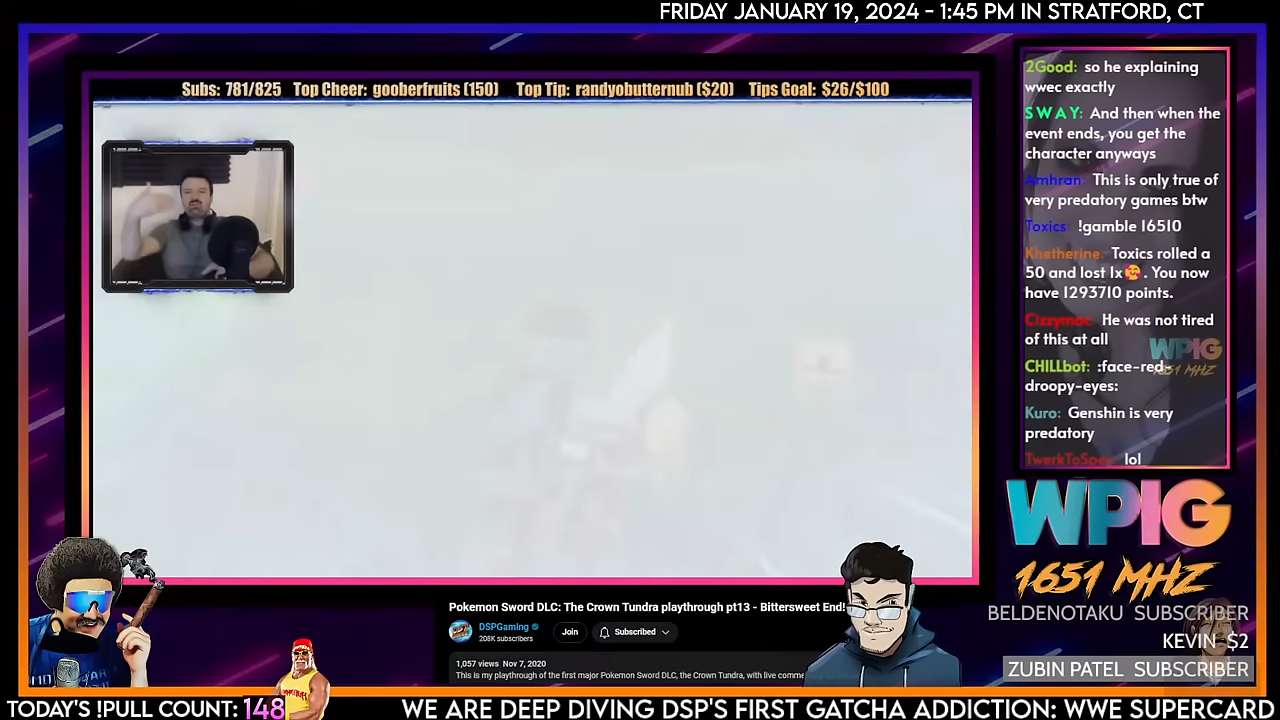 FRIDAY JANUARY 19, 2024 - 1:45 PM IN STRATFORD, CT
Subs: 781/825 Top Cheer: gooberfruits (150) Top Tip: randyobutternub ($20) Tips Goal: $26/$100
2Good: so he explaining
wwec exactly
S W A Y: And then when the
event ends, you get the
character anyways
Amhran: This is only true of
very predatory games btw
Toxics: !gamble 16510
Khetherine: Toxics rolled a
50 and lost 1x. You now
have 1293710 points.
Cizzymac: He was not tired
of this at all
CHILLbot: :face-red-
droopy-eyes:
Kuro: Genshin is very
predatory
lol
WPIG
1651 MHZ
WPIG
1651 MHZ
BELDENOTAKU SUBSCRIBER
KEVIN $2
ZUBIN PATEL SUBSCRIBER
Pokemon Sword DLC: The Crown Tundra playthrough pt13 - Bittersweet End!
DSPGaming
208K subscribers
Join
Subscribed
1,057 views Nov 7, 2020
This is my playthrough of the first major Pokemon Sword DLC, the Crown Tundra, with live comme
TODAY'S !PULL COUNT: 148
WE ARE DEEP DIVING DSP'S FIRST GATCHA ADDICTION: WWE SUPERCARD